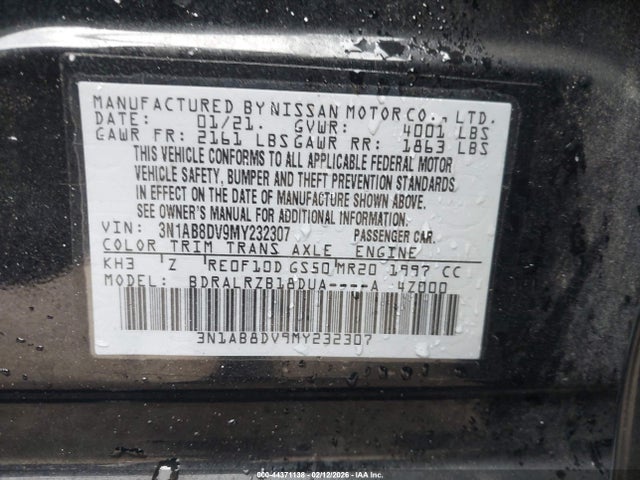 MANUFACTURED BY NISSAN MOTOR CO., LTD.
DATE: 01/21. GVWR: 4001 LBS
GAWR FR: 2161 LBS GAWR RR: 1863 LBS
THIS VEHICLE CONFORMS TO ALL APPLICABLE FEDERAL MOTOR
VEHICLE SAFETY, BUMPER AND THEFT PREVENTION STANDARDS
IN EFFECT ON THE DATE OF MANUFACTURE SHOWN ABOVE.
SEE OWNER'S MANUAL FOR ADDITIONAL INFORMATION.
VIN: 3N1AB8DV9MY232307 PASSENGER CAR.
COLOR TRIM TRANS AXLE ENGINE
KH3 Z RE0F10D GS50 MR20 1997 CC
MODEL: BDRALRZB18DUA----A 4Z000
3N1AB8DV9MY232307
000-44371138 - 02/12/2026 - IAA Corp.